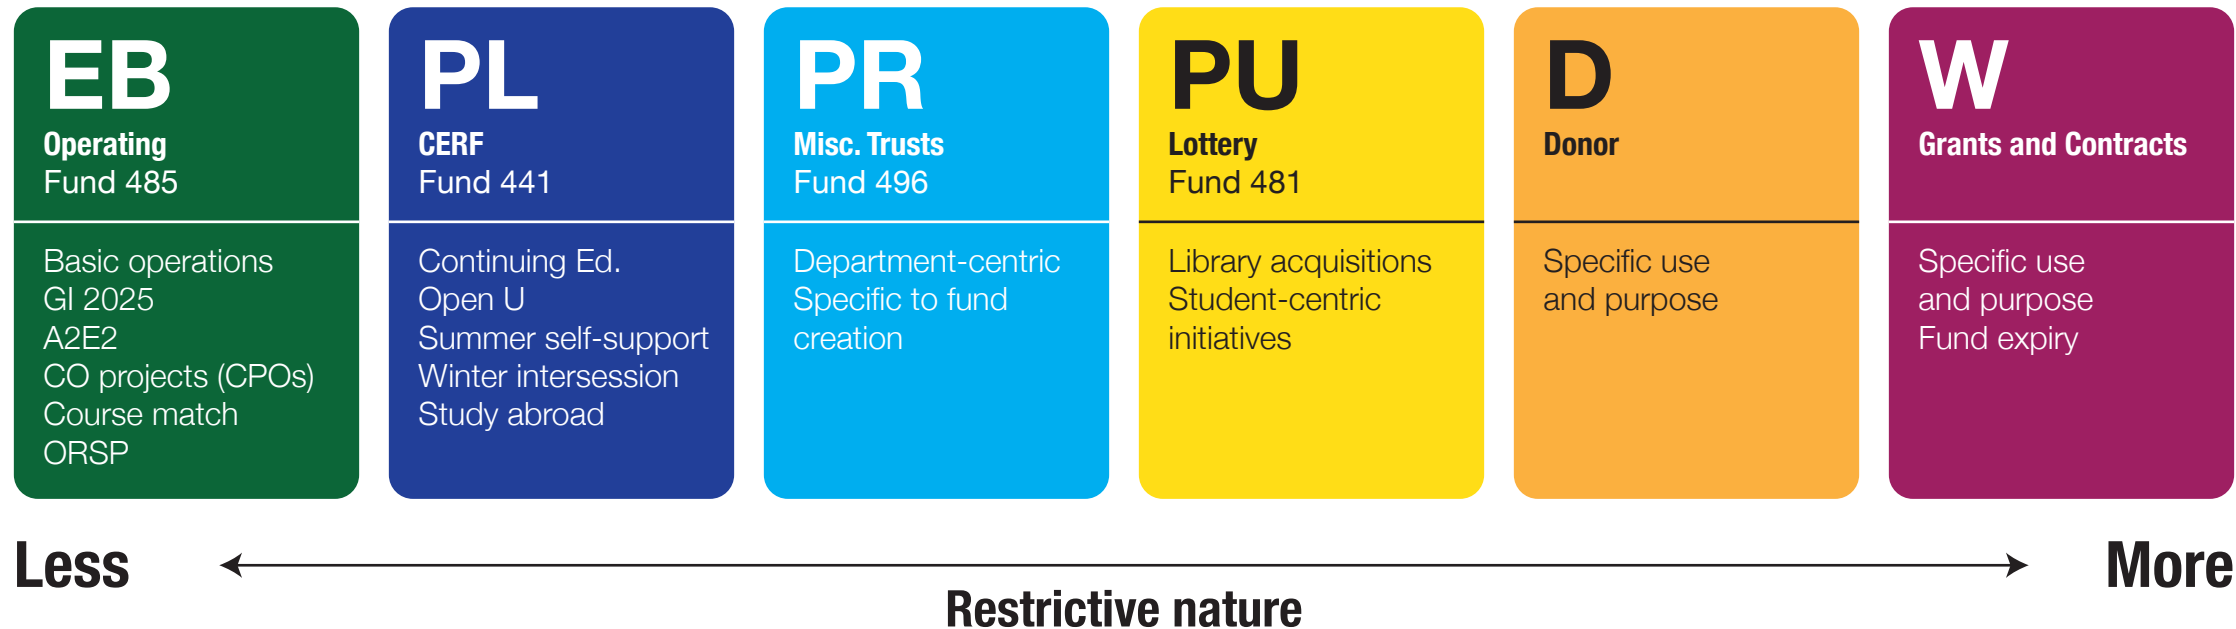 EB
Operating
Fund 485
Basic operations
GI 2025
A2E2
CO projects (CPOs)
Course match
ORSP
PL
CERF
Fund 441
Continuing Ed.
Open U
Summer self-support
Winter intersession
Study abroad
PR
Misc. Trusts
Fund 496
Department-centric
Specific to fund
creation
PU
Lottery
Fund 481
Library acquisitions
Student-centric
initiatives
D
Donor
Specific use
and purpose
W
Grants and Contracts
Specific use
and purpose
Fund expiry
Less
More
Restrictive nature